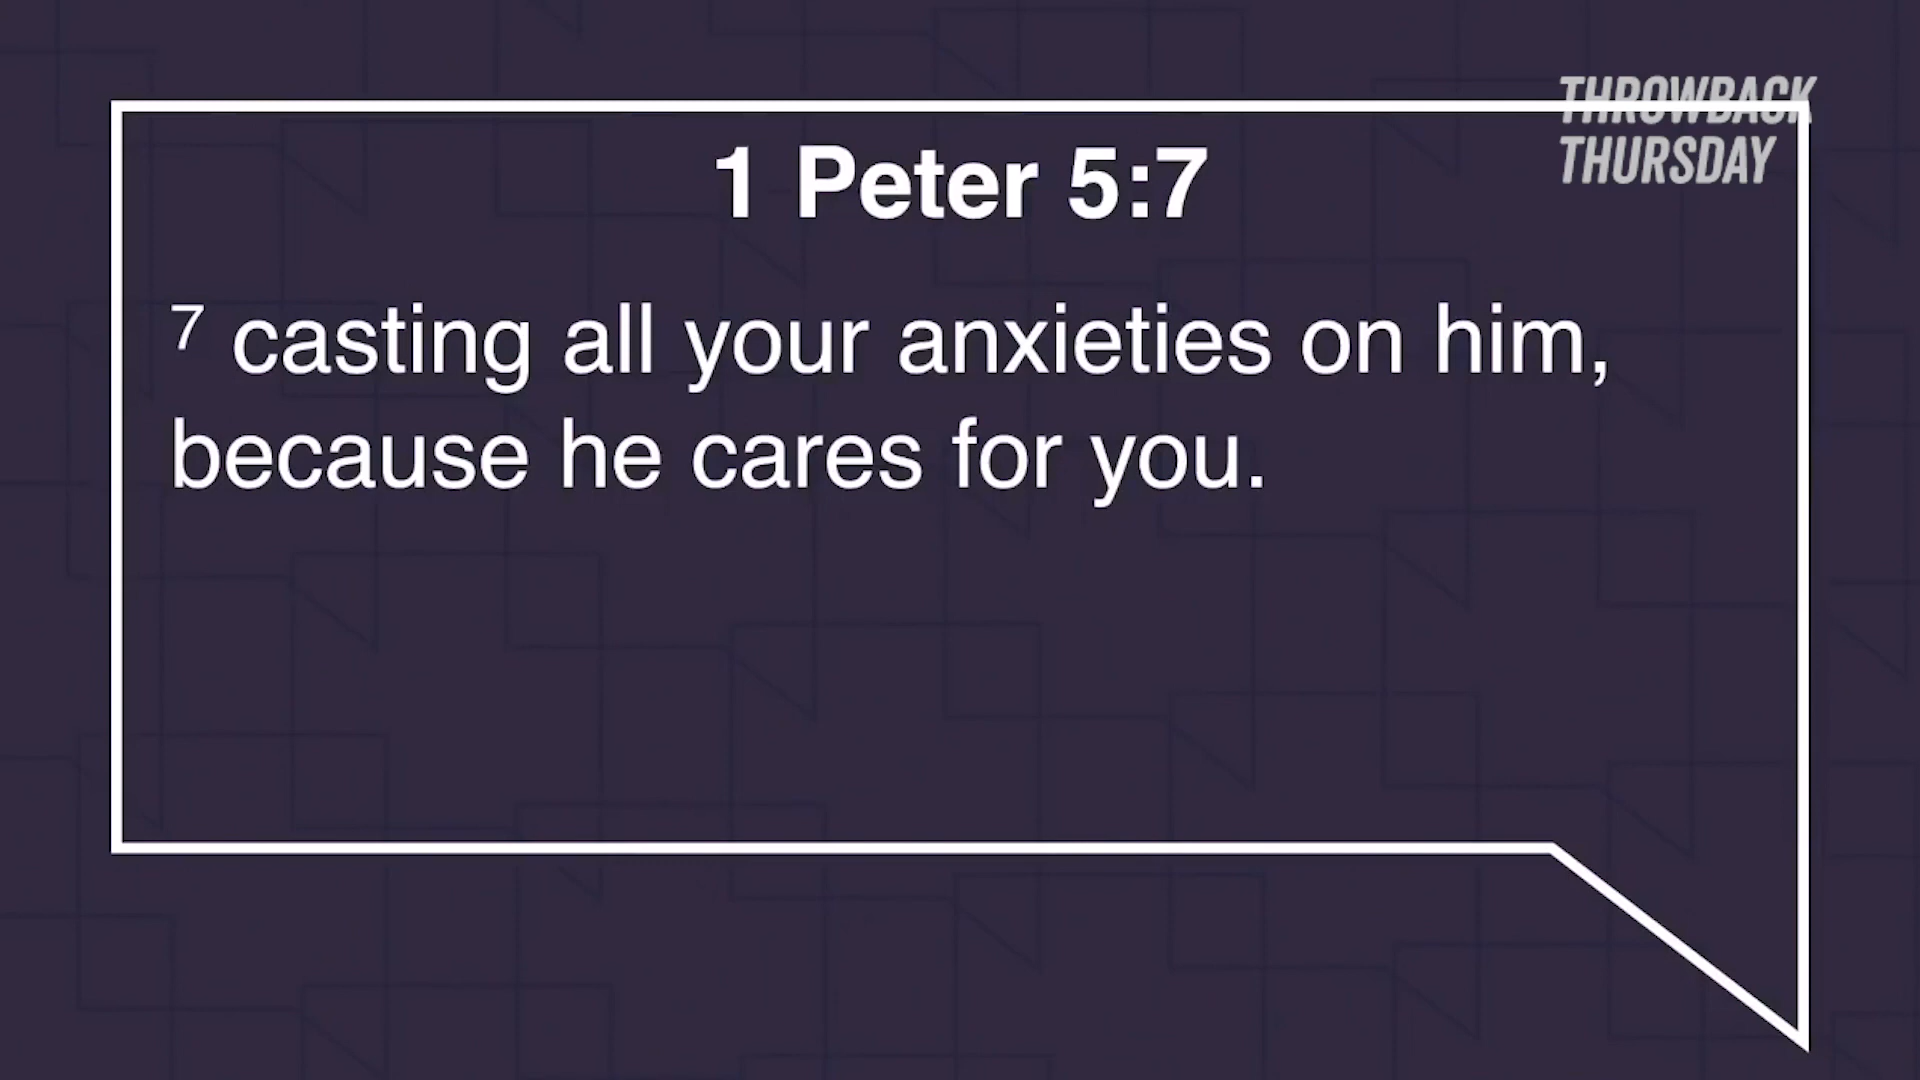 THROWBACK
THURSDAY
1 Peter 5:7
7 casting all your anxieties on him,
because he cares for you.